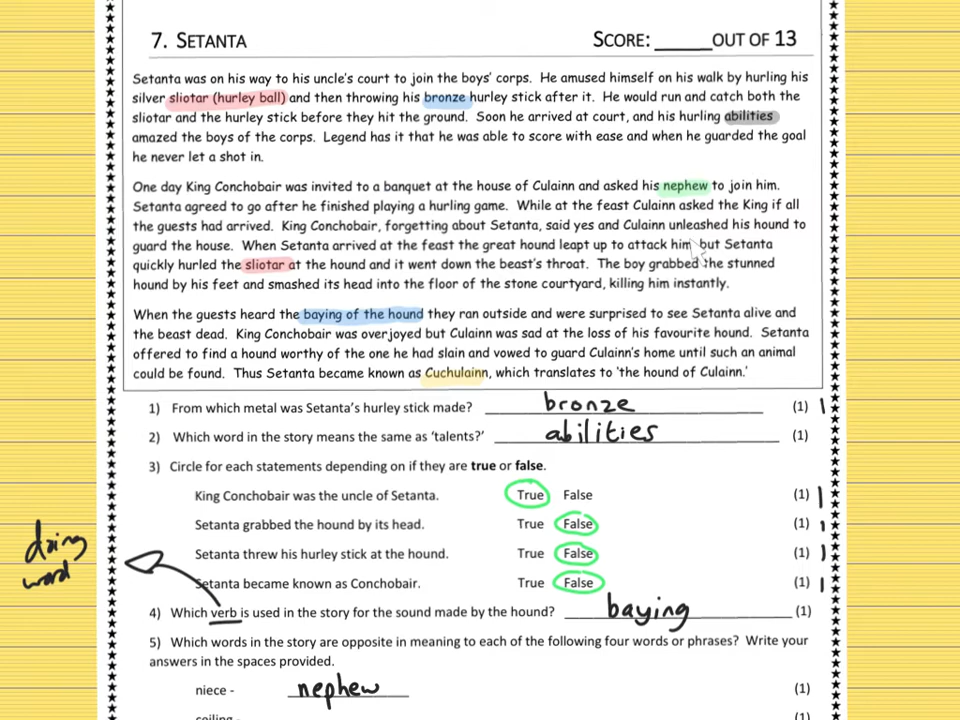 7. SETANTA
SCORE: _____OUT OF 13
Setanta was on his way to his uncle's court to join the boys' corps. He amused himself on his walk by hurling his
silver sliotar (hurley ball) and then throwing his bronze hurley stick after it. He would run and catch both the
sliotar and the hurley stick before they hit the ground. Soon he arrived at court, and his hurling abilities
amazed the boys of the corps. Legend has it that he was able to score with ease and when he guarded the goal
he never let a shot in.
One day King Conchobair was invited to a banquet at the house of Culainn and asked his nephew to join him.
Setanta agreed to go after he finished playing a hurling game. While at the feast Culainn asked the King if all
the guests had arrived. King Conchobair, forgetting about Setanta, said yes and Culainn unleashed his hound to
guard the house. When Setanta arrived at the feast the great hound leapt up to attack him but Setanta
quickly hurled the sliotar at the hound and it went down the beast's throat. The boy grabbed the stunned
hound by his feet and smashed its head into the floor of the stone courtyard, killing him instantly.
When the guests heard the baying of the hound they ran outside and were surprised to see Setanta alive and
the beast dead. King Conchobair was overjoyed but Culainn was sad at the loss of his favourite hound. Setanta
offered to find a hound worthy of the one he had slain and vowed to guard Culainn's home until such an animal
could be found. Thus Setanta became known as Cuchulainn, which translates to 'the hound of Culainn.'
1) From which metal was Setanta's hurley stick made? bronze (1) 1
2) Which word in the story means the same as 'talents?' abilities (1)
3) Circle for each statements depending on if they are true or false.
King Conchobair was the uncle of Setanta. True False (1) 1
Setanta grabbed the hound by its head. True False (1) 1
Setanta threw his hurley stick at the hound. True False (1) 1
Setanta became known as Conchobair. True False (1) 1
doing
word
4) Which verb is used in the story for the sound made by the hound? baying (1)
5) Which words in the story are opposite in meaning to each of the following four words or phrases? Write your
answers in the spaces provided.
niece - nephew (1)
ceiling - (1)